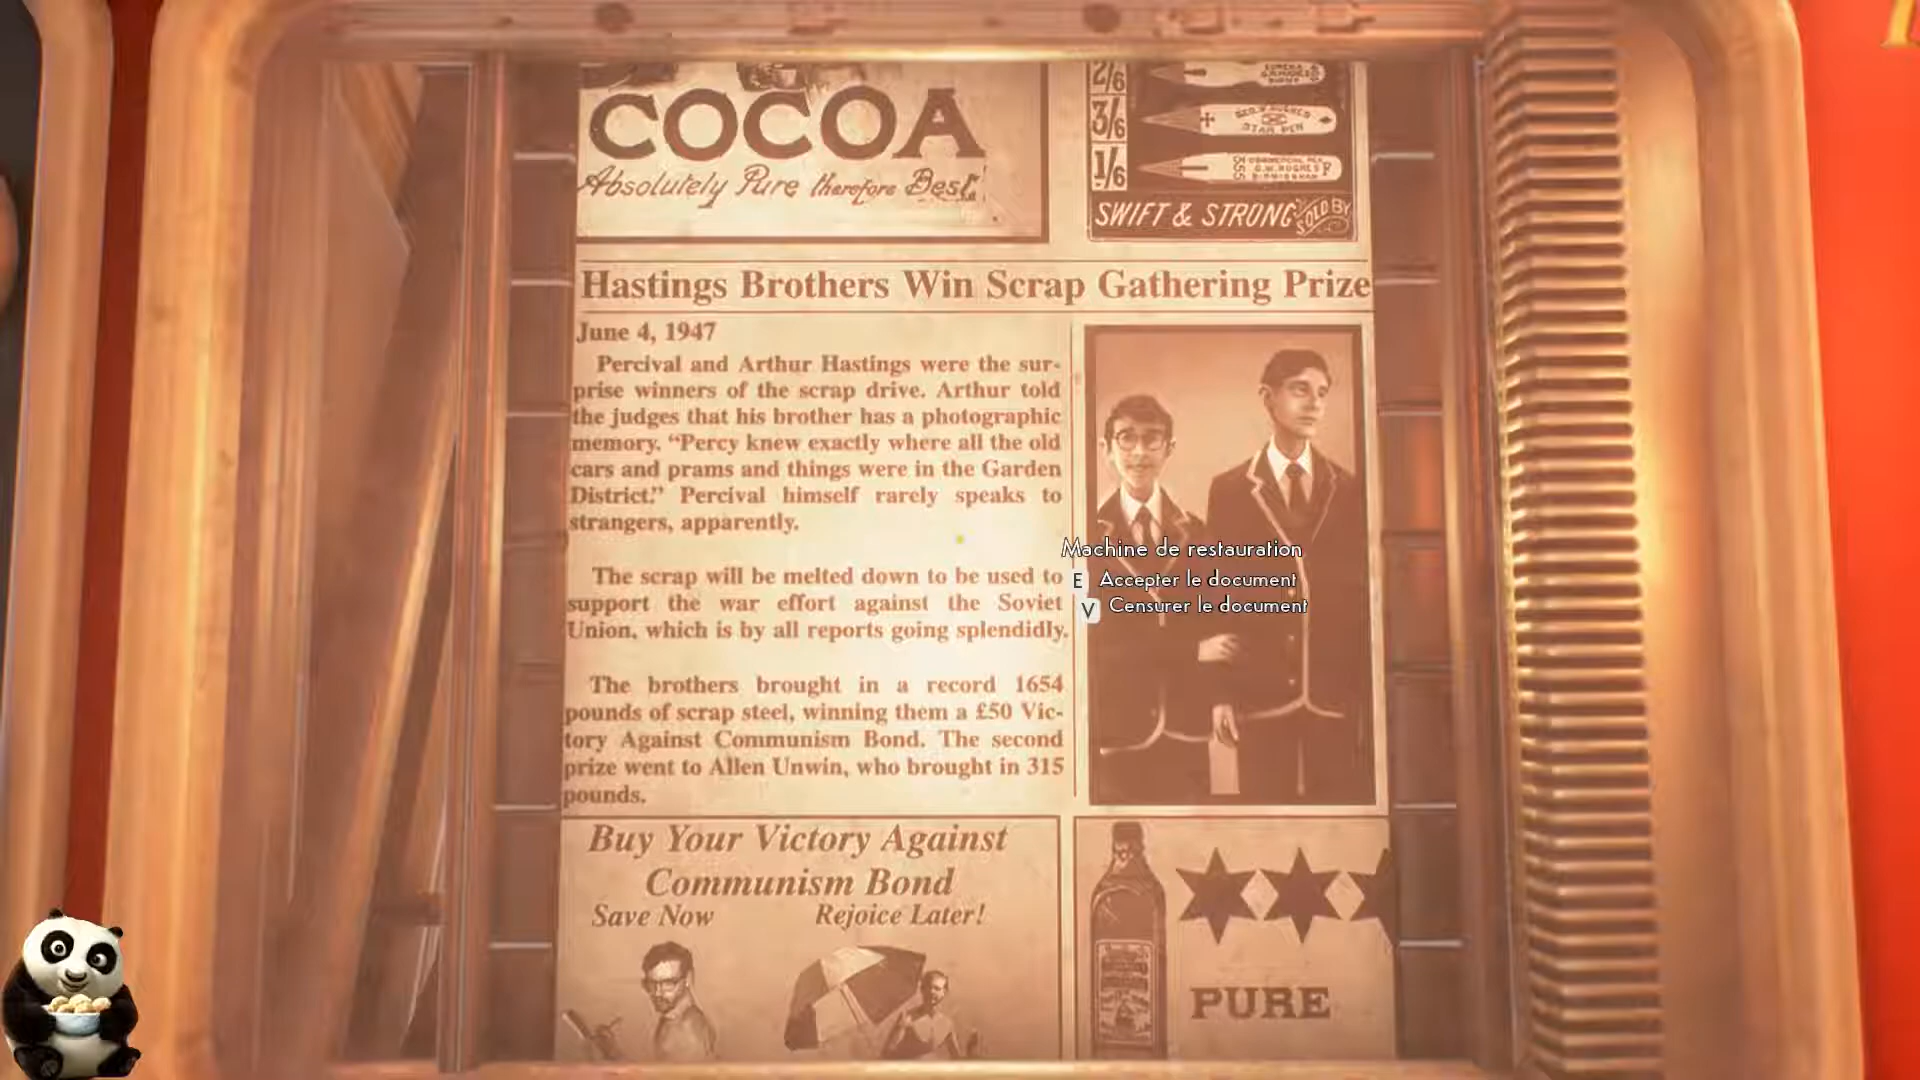 COCOA
Absolutely Pure therefore Best
2/6
3/6
1/6
STAR PEN
SWIFT & STRONG SOLD BY
Hastings Brothers Win Scrap Gathering Prize
June 4, 1947
Percival and Arthur Hastings were the sur-
prise winners of the scrap drive. Arthur told
the judges that his brother has a photographic
memory. “Percy knew exactly where all the old
cars and prams and things were in the Garden
District.” Percival himself rarely speaks to
strangers, apparently.
The scrap will be melted down to be used to
support the war effort against the Soviet
Union, which is by all reports going splendidly.
The brothers brought in a record 1654
pounds of scrap steel, winning them a £50 Vic-
tory Against Communism Bond. The second
prize went to Allen Unwin, who brought in 315
pounds.
Machine de restauration
E Accepter le document
V Censurer le document
Buy Your Victory Against
Communism Bond
Save Now Rejoice Later!
PURE